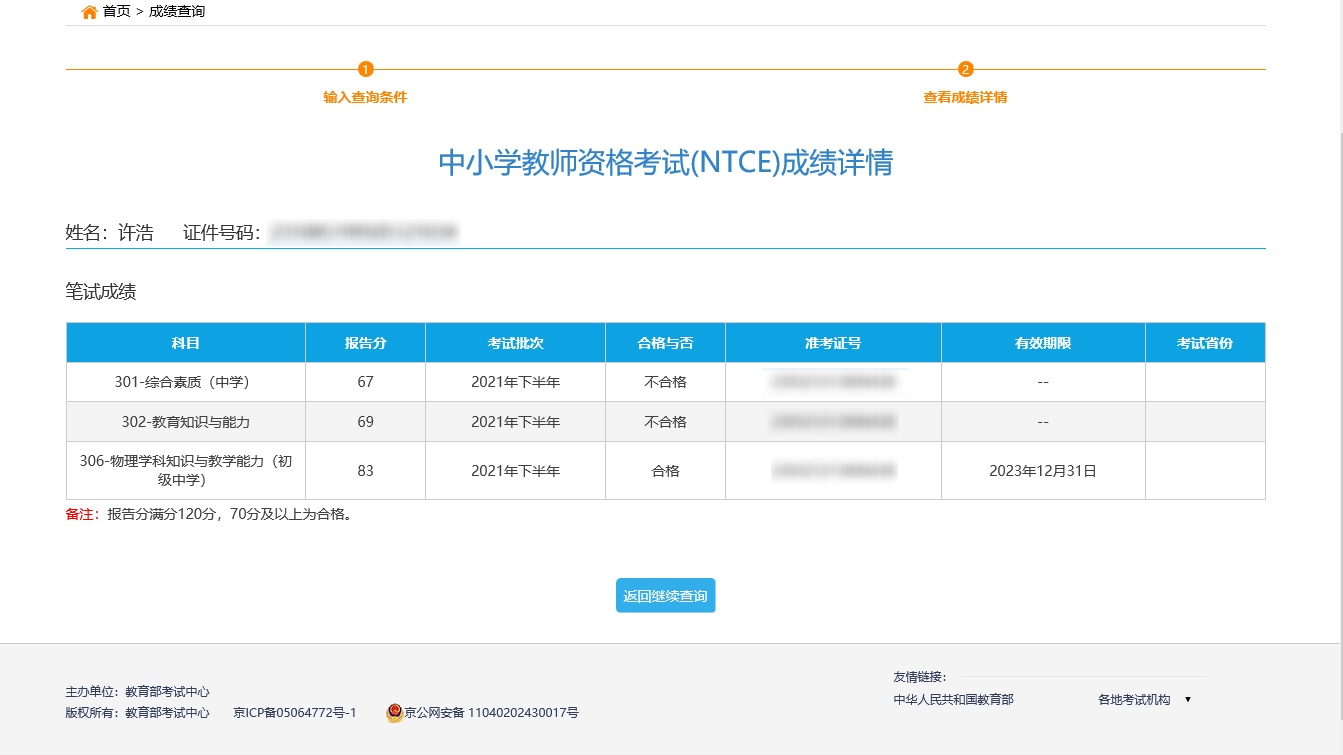 首页 > 成绩查询
1
2
输入查询条件
查看成绩详情
中小学教师资格考试(NTCE)成绩详情
姓名：许浩 证件号码：
笔试成绩
科目 报告分 考试批次 合格与否 准考证号 有效期限 考试省份
301-综合素质（中学） 67 2021年下半年 不合格 --
302-教育知识与能力 69 2021年下半年 不合格 --
306-物理学科知识与教学能力（初
级中学） 83 2021年下半年 合格 2023年12月31日
备注：报告分满分120分，70分及以上为合格。
返回继续查询
主办单位：教育部考试中心
版权所有：教育部考试中心 京ICP备05064772号-1 京公网安备 11040202430017号
友情链接：
中华人民共和国教育部 各地考试机构 ▼